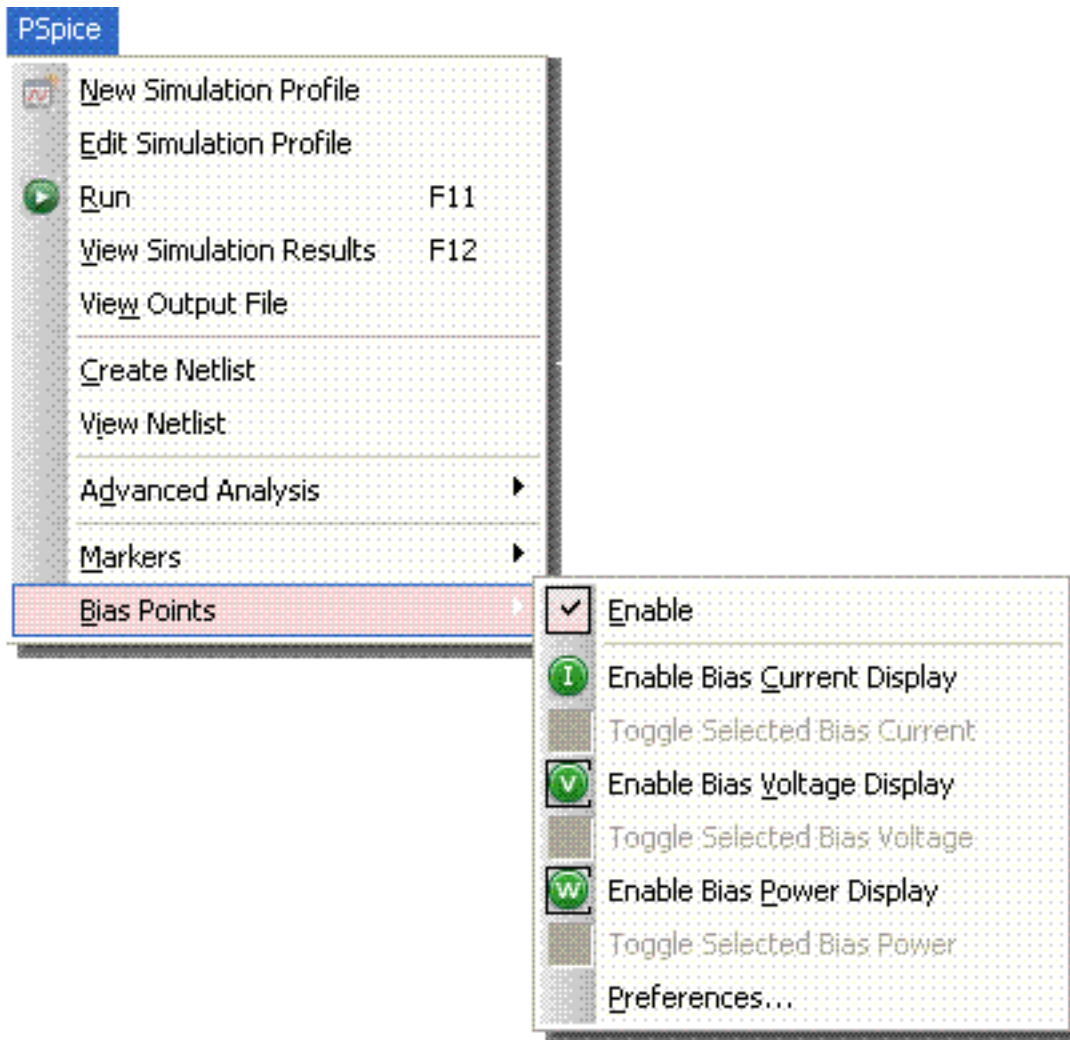 PSpice
New Simulation Profile
Edit Simulation Profile
Run F11
View Simulation Results F12
View Output File
Create Netlist
View Netlist
Advanced Analysis
Markers
Bias Points
Enable
I Enable Bias Current Display
Toggle Selected Bias Current
V Enable Bias Voltage Display
Toggle Selected Bias Voltage
W Enable Bias Power Display
Toggle Selected Bias Power
Preferences...